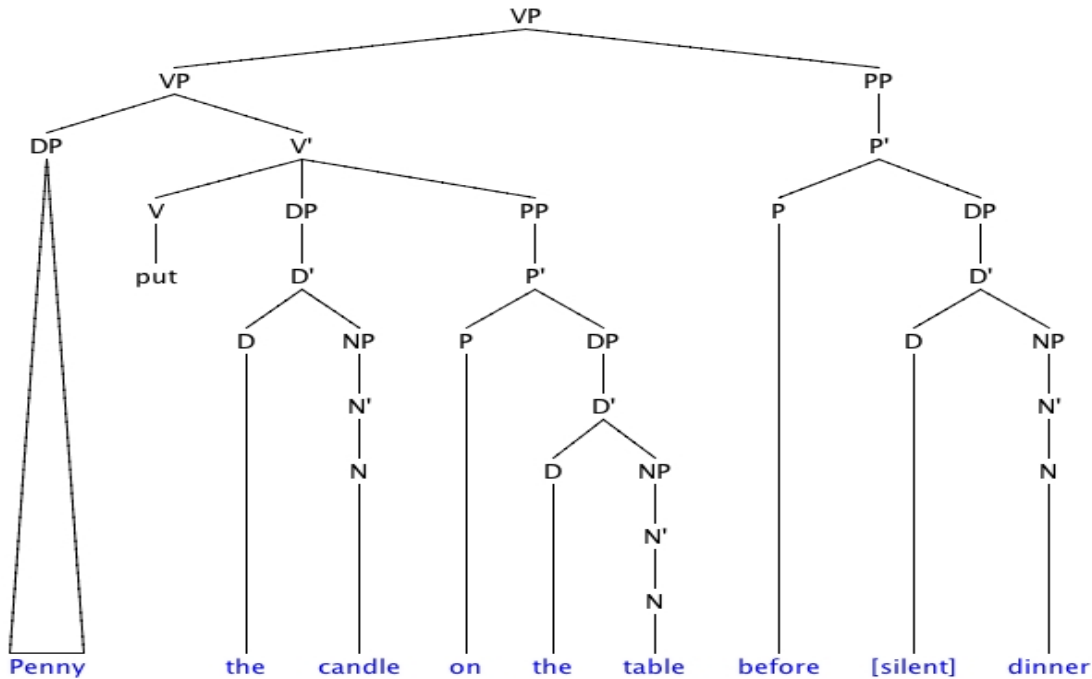 VP
VP PP
DP V' P'
V DP PP P DP
put D' P' D'
D NP P DP D NP
N' D' N'
N D NP N
N'
N
Penny the candle on the table before [silent] dinner